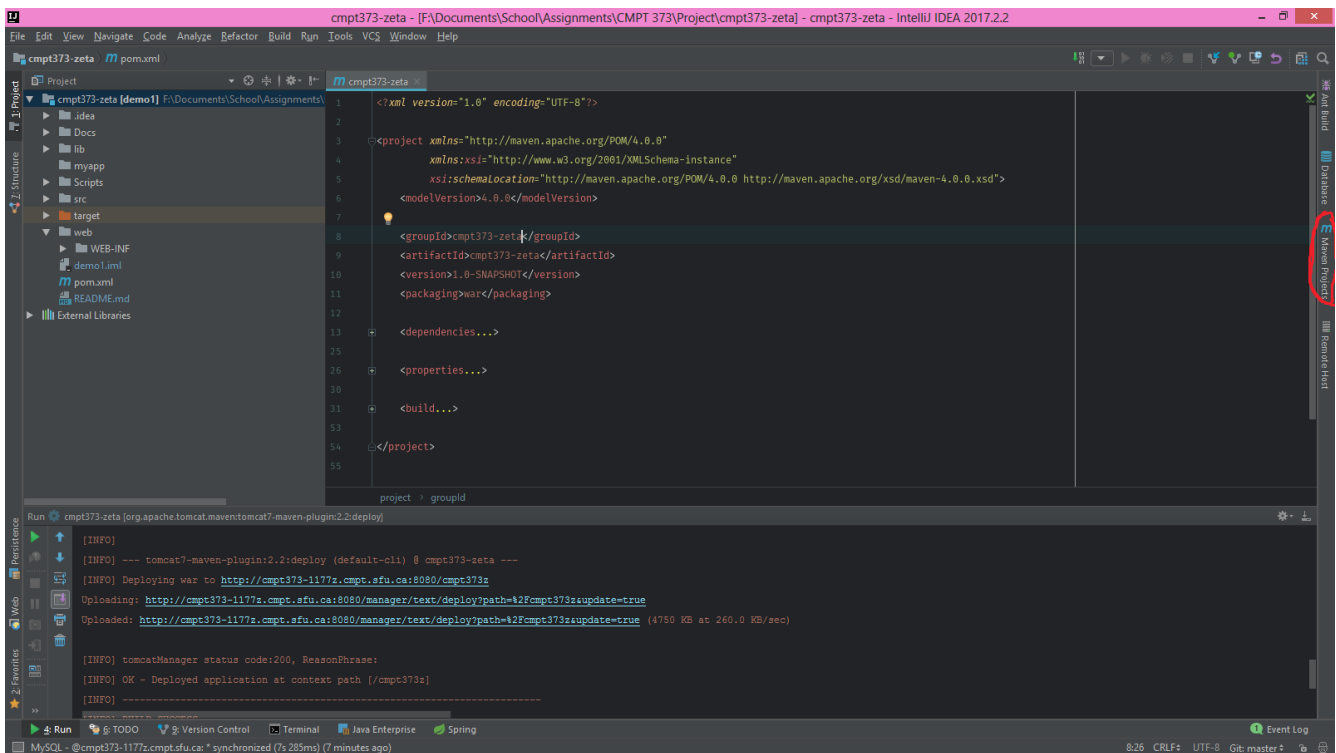 cmpt373-zeta - [F:\Documents\School\Assignments\CMPT 373\Project\cmpt373-zeta] - cmpt373-zeta - IntelliJ IDEA 2017.2.2
File Edit View Navigate Code Analyze Refactor Build Run Tools VCS Window Help
cmpt373-zeta pom.xml
Project
cmpt373-zeta
1: Project
Z: Structure
Persistence
Web
2: Favorites
cmpt373-zeta [demo1] F:\Documents\School\Assignments\
.idea
Docs
lib
myapp
Scripts
src
target
web
WEB-INF
demo1.iml
pom.xml
README.md
External Libraries
1 <?xml version="1.0" encoding="UTF-8"?>
2
3 <project xmlns="http://maven.apache.org/POM/4.0.0"
4 xmlns:xsi="http://www.w3.org/2001/XMLSchema-instance"
5 xsi:schemaLocation="http://maven.apache.org/POM/4.0.0 http://maven.apache.org/xsd/maven-4.0.0.xsd">
6 <modelVersion>4.0.0</modelVersion>
7
8 <groupId>cmpt373-zeta</groupId>
9 <artifactId>cmpt373-zeta</artifactId>
10 <version>1.0-SNAPSHOT</version>
11 <packaging>war</packaging>
12
13 <dependencies...>
25
26 <properties...>
30
31 <build...>
53
54 </project>
55
project › groupId
Ant Build
Database
Maven Projects
Remote Host
Run cmpt373-zeta [org.apache.tomcat.maven:tomcat7-maven-plugin:2.2:deploy]
[INFO]
[INFO] --- tomcat7-maven-plugin:2.2:deploy (default-cli) @ cmpt373-zeta ---
[INFO] Deploying war to http://cmpt373-1177z.cmpt.sfu.ca:8080/cmpt373z
Uploading: http://cmpt373-1177z.cmpt.sfu.ca:8080/manager/text/deploy?path=%2Fcmpt373z&update=true
Uploaded: http://cmpt373-1177z.cmpt.sfu.ca:8080/manager/text/deploy?path=%2Fcmpt373z&update=true (4750 KB at 260.0 KB/sec)
[INFO] tomcatManager status code:200, ReasonPhrase:
[INFO] OK - Deployed application at context path [/cmpt373z]
[INFO] ------------------------------------------------------------------------
4: Run 6: TODO 9: Version Control Terminal Java Enterprise Spring
1 Event Log
MySQL - @cmpt373-1177z.cmpt.sfu.ca: * synchronized (7s 285ms) (7 minutes ago)
8:26 CRLF÷ UTF-8 Git: master÷